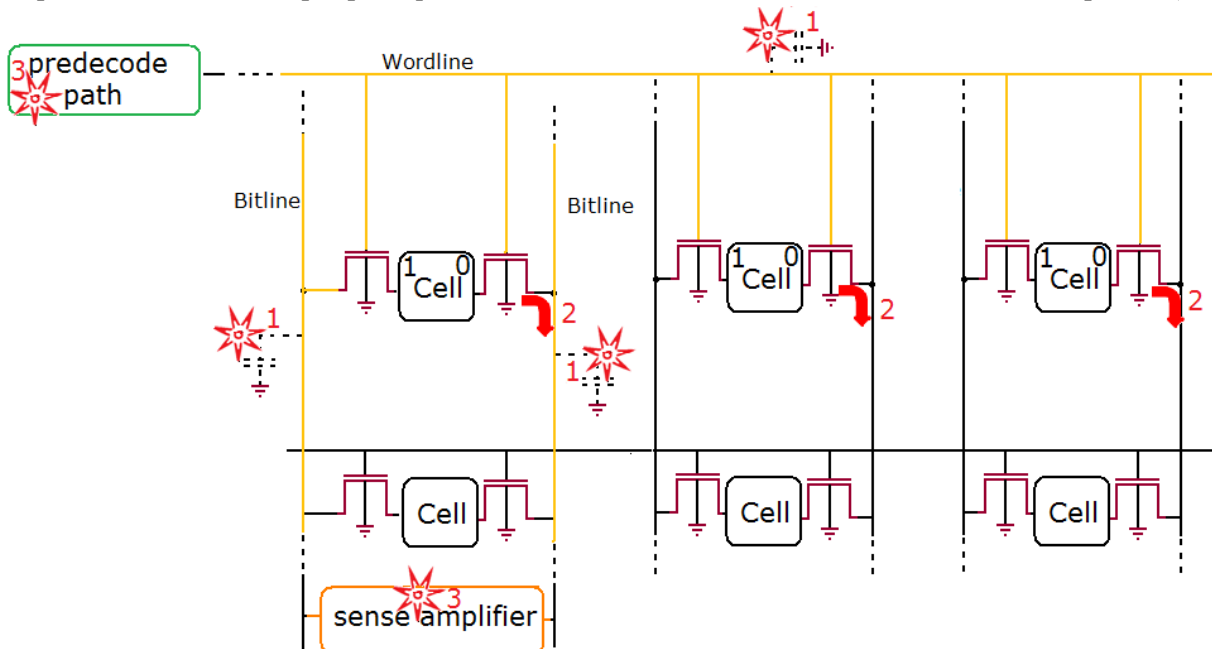 1
3 predecode
path
Wordline
Bitline
Bitline
1 0
Cell
1 0
Cell
1 0
Cell
2
2
2
1
1
Cell
Cell
Cell
3
sense amplifier